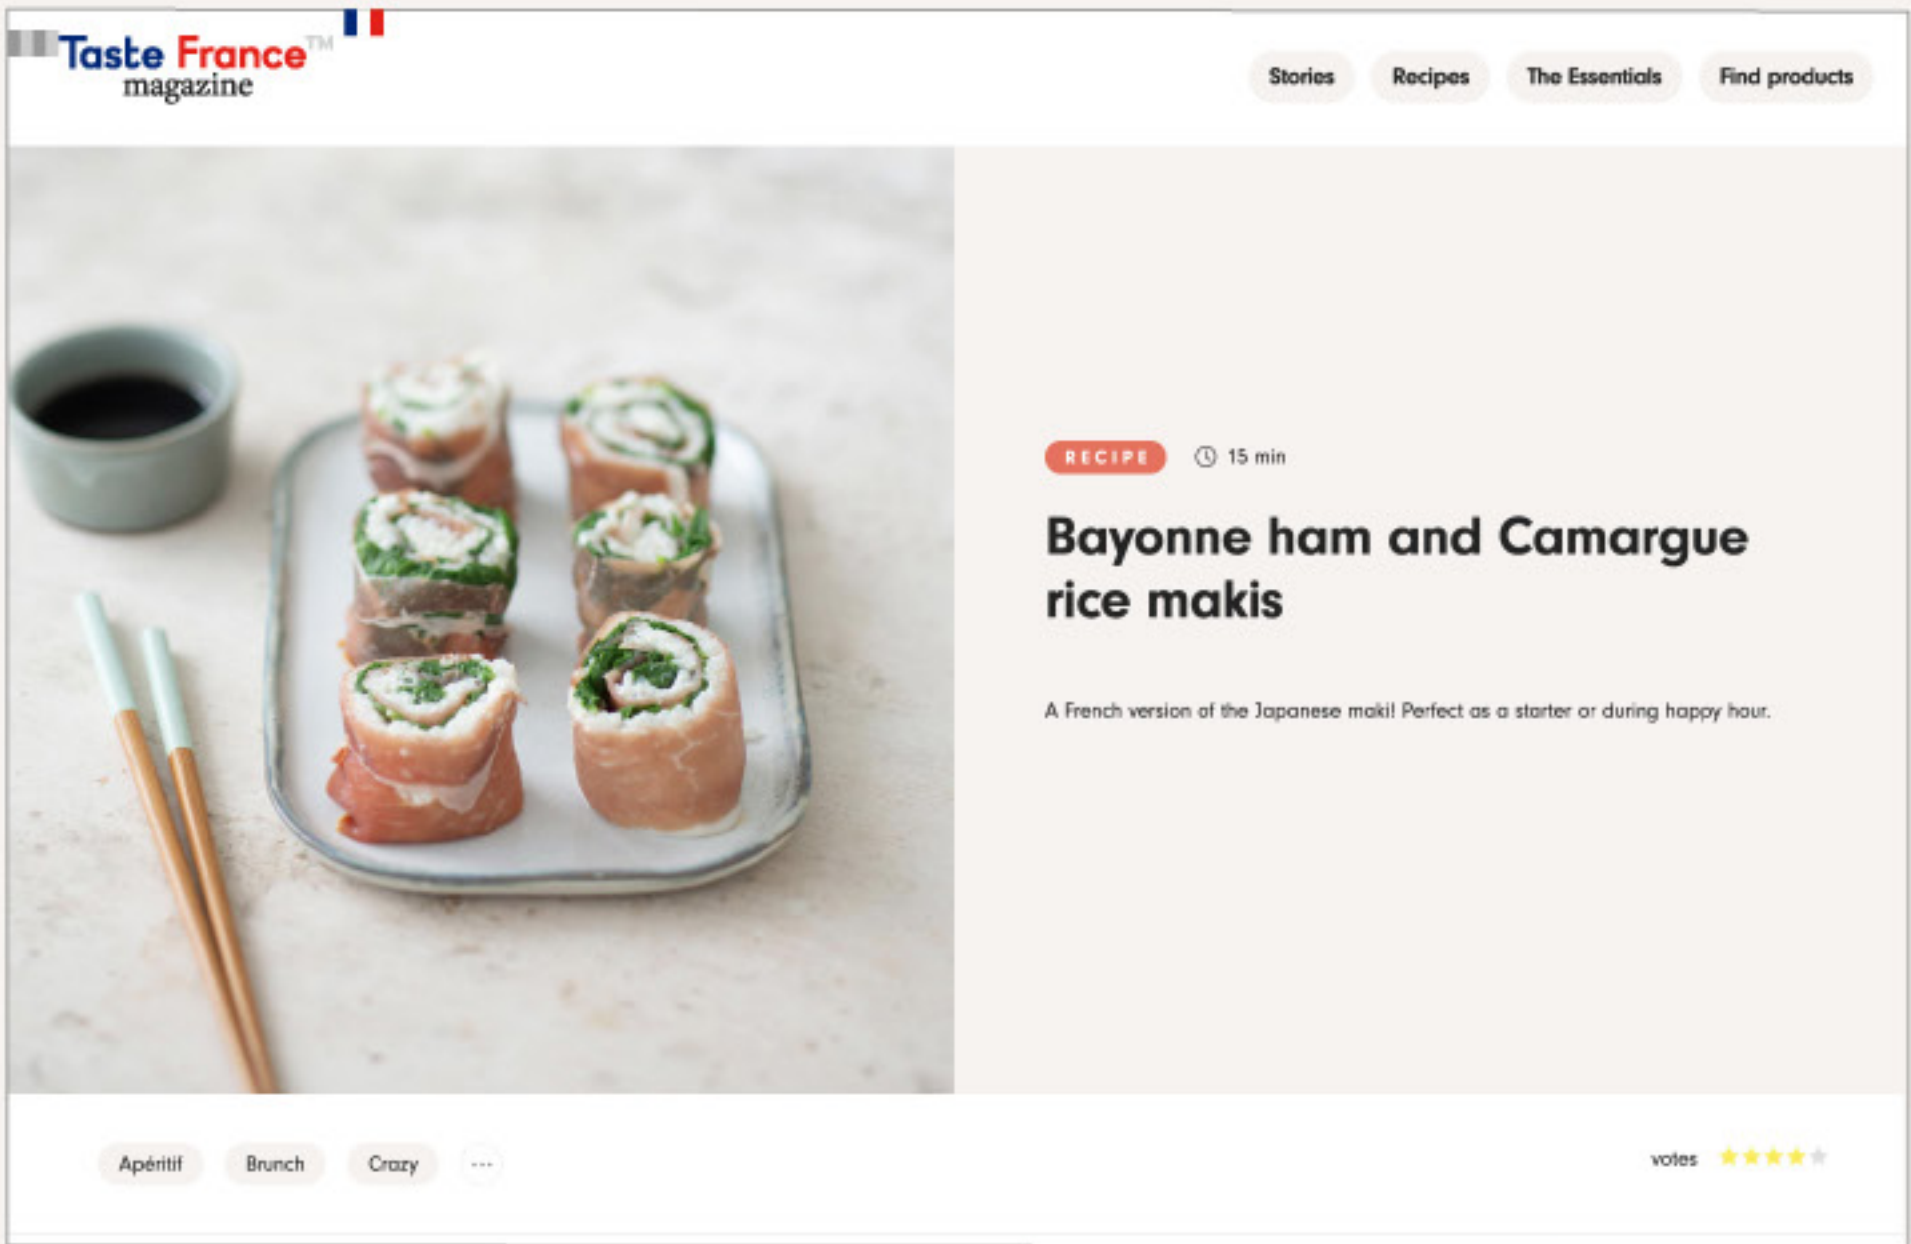 Taste France™
magazine
Stories Recipes The Essentials Find products
RECIPE 15 min
Bayonne ham and Camargue
rice makis
A French version of the Japanese maki! Perfect as a starter or during happy hour.
Apéritif Brunch Crazy ---
votes